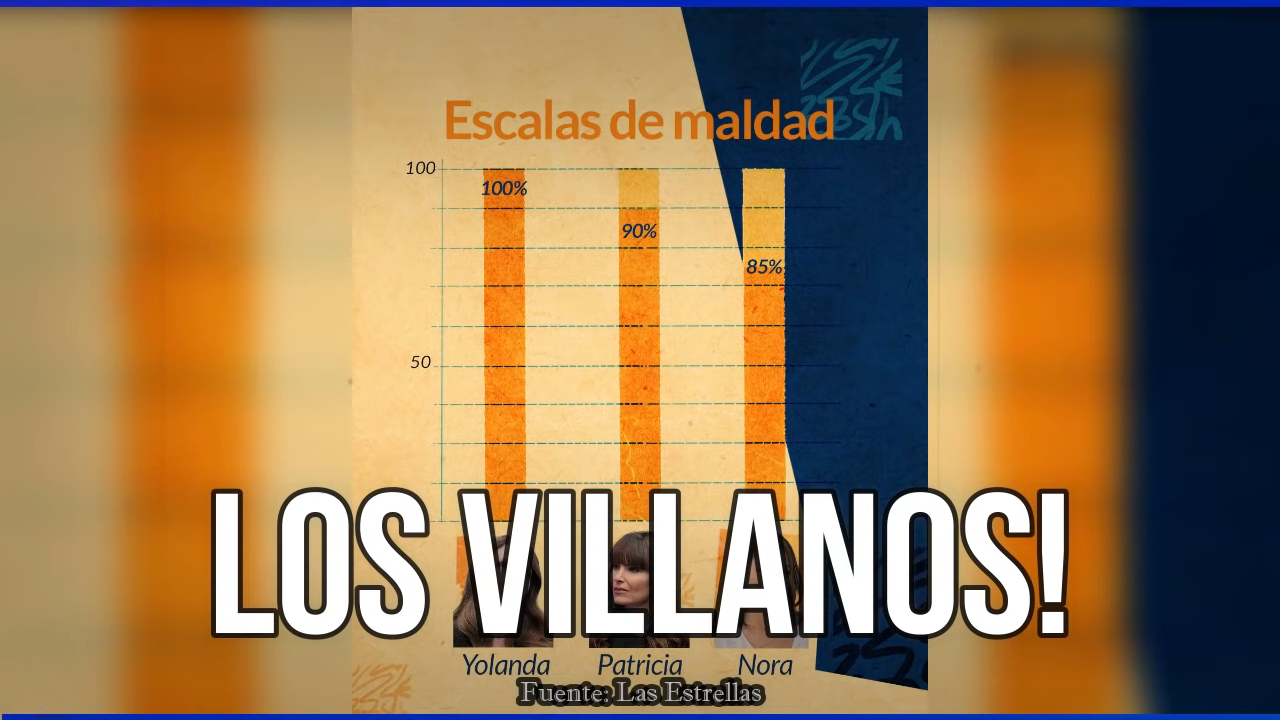 Escalas de maldad
100
100%
90%
85%
50
LOS VILLANOS!
Yolanda Patricia Nora
Fuente: Las Estrellas